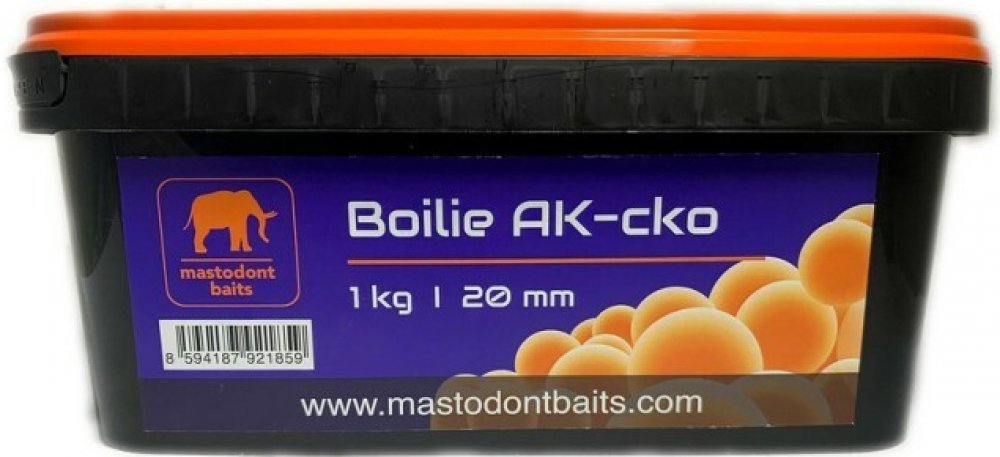 Boilie AK-cko
1 kg | 20 mm
mastodont
baits
8 594187 921859
www.mastodontbaits.com